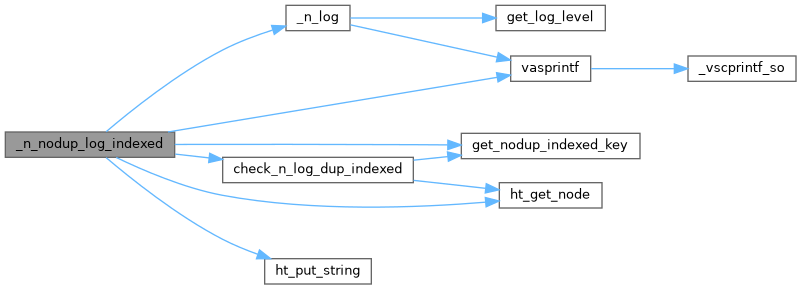 _n_log
get_log_level
vasprintf
_vscprintf_so
_n_nodup_log_indexed
get_nodup_indexed_key
check_n_log_dup_indexed
ht_get_node
ht_put_string